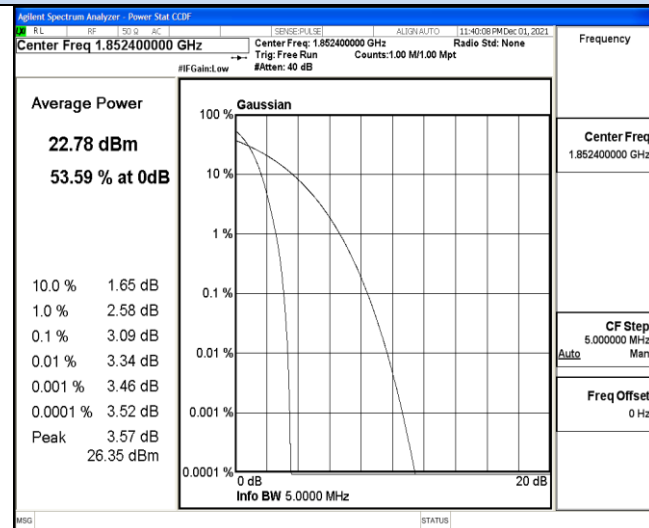 Agilent Spectrum Analyzer - Power Stat CCDF
RL RF 50 Ω AC SENSE:PULSE ALIGN AUTO 11:40:08 PM Dec 01, 2021
Center Freq 1.852400000 GHz
Center Freq: 1.852400000 GHz Radio Std: None
Trig: Free Run Counts:1.00 M/1.00 Mpt
#IFGain:Low #Atten: 40 dB
Frequency
Average Power
22.78 dBm
53.59 % at 0dB
10.0 % 1.65 dB
1.0 % 2.58 dB
0.1 % 3.09 dB
0.01 % 3.34 dB
0.001 % 3.46 dB
0.0001 % 3.52 dB
Peak 3.57 dB
26.35 dBm
Gaussian
100 %
10 %
1 %
0.1 %
0.01 %
0.001 %
0.0001 %
0 dB 20 dB
Info BW 5.0000 MHz
Center Freq
1.852400000 GHz
CF Step
5.000000 MHz
Auto Man
Freq Offset
0 Hz
MSG STATUS